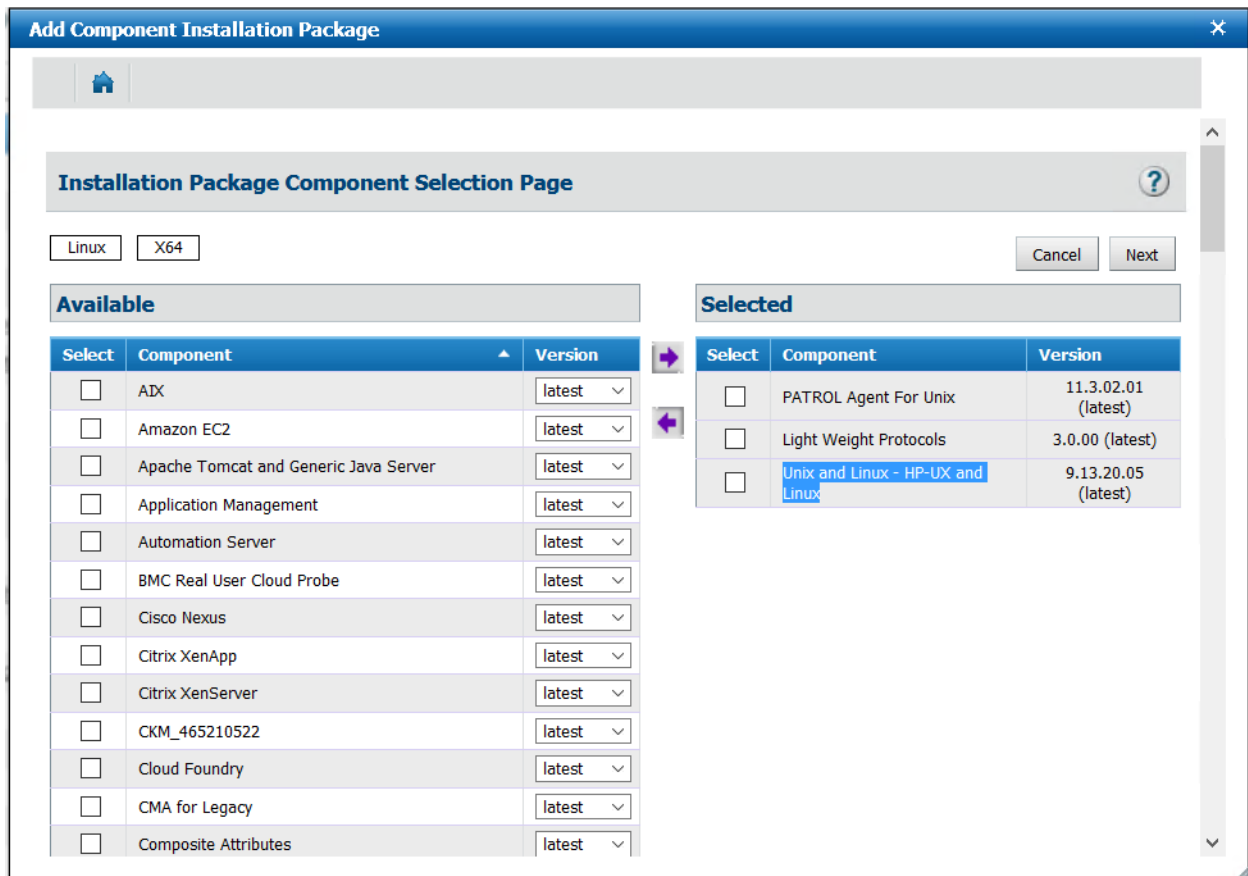 Add Component Installation Package
Installation Package Component Selection Page
?
Linux X64
Cancel Next
Available
Select Component Version
AIX latest
Amazon EC2 latest
Apache Tomcat and Generic Java Server latest
Application Management latest
Automation Server latest
BMC Real User Cloud Probe latest
Cisco Nexus latest
Citrix XenApp latest
Citrix XenServer latest
CKM_465210522 latest
Cloud Foundry latest
CMA for Legacy latest
Composite Attributes latest
Selected
Select Component Version
PATROL Agent For Unix 11.3.02.01
(latest)
Light Weight Protocols 3.0.00 (latest)
Unix and Linux - HP-UX and 9.13.20.05
Linux (latest)